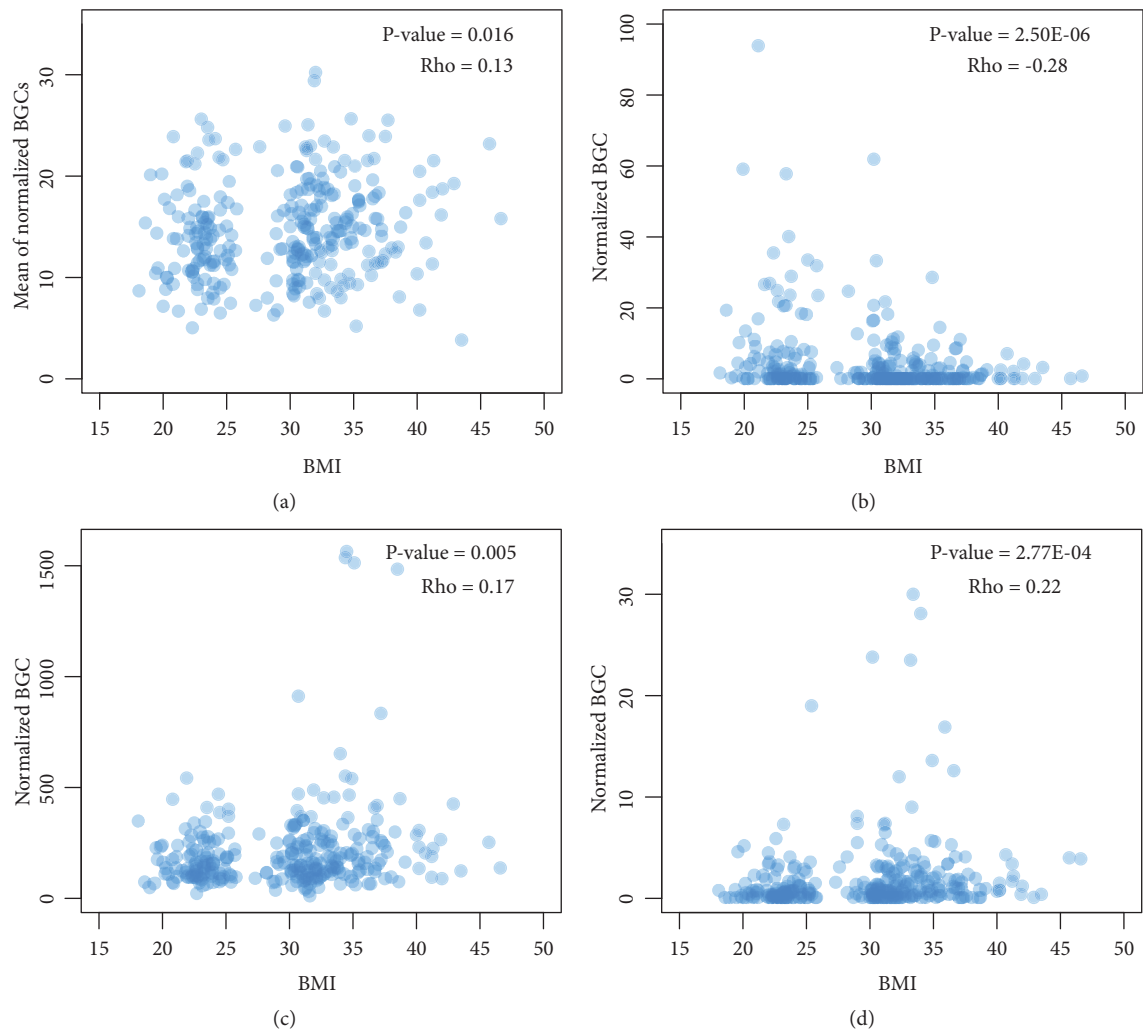 P-value = 0.016
Rho = 0.13
Mean of normalized BGCs
30
20
10
0
15 20 25 30 35 40 45 50
BMI
(a)
P-value = 2.50E-06
Rho = -0.28
Normalized BGC
100
80
60
40
20
0
15 20 25 30 35 40 45 50
BMI
(b)
P-value = 0.005
Rho = 0.17
Normalized BGC
1500
1000
500
0
15 20 25 30 35 40 45 50
BMI
(c)
P-value = 2.77E-04
Rho = 0.22
Normalized BGC
30
20
10
0
15 20 25 30 35 40 45 50
BMI
(d)